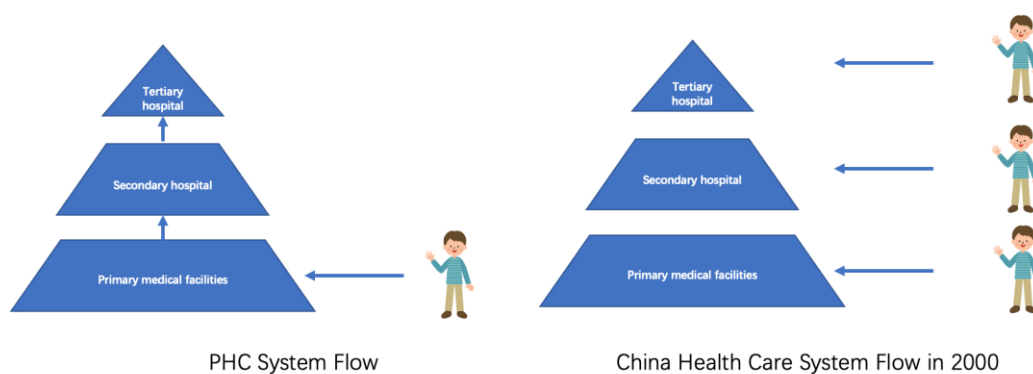 Tertiary
hospital
Secondary hospital
Primary medical facilities
PHC System Flow
Tertiary
hospital
Secondary hospital
Primary medical facilities
China Health Care System Flow in 2000